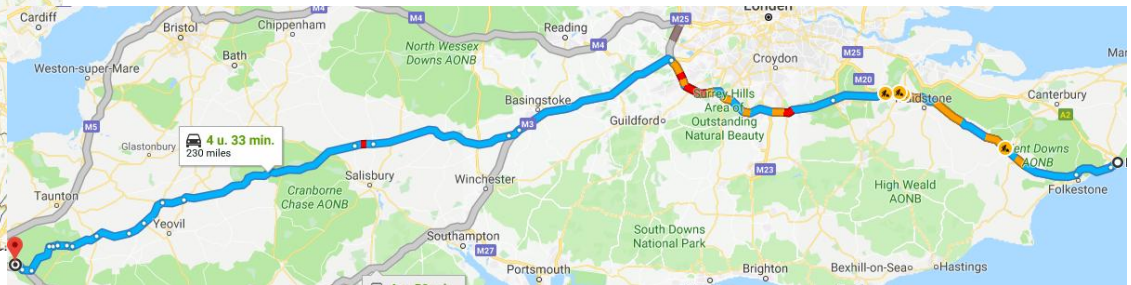 Cardiff
Bristol
Chippenham
M4
M4
Reading
M4
M25
London
Bath
North Wessex
Downs AONB
Weston-super-Mare
Croydon
M25
M20
Canterbury
A2
M5
Basingstoke
M3
Guildford
Surrey Hills
Area of
Outstanding
Natural Beauty
4 u. 33 min.
230 miles
Glastonbury
Salisbury
Cranborne
Chase AONB
Winchester
M23
High Weald
AONB
AONB
Folkestone
Taunton
Yeovil
Southampton
M27
South Downs
National Park
Portsmouth
Brighton
Bexhill-on-Sea
Hastings